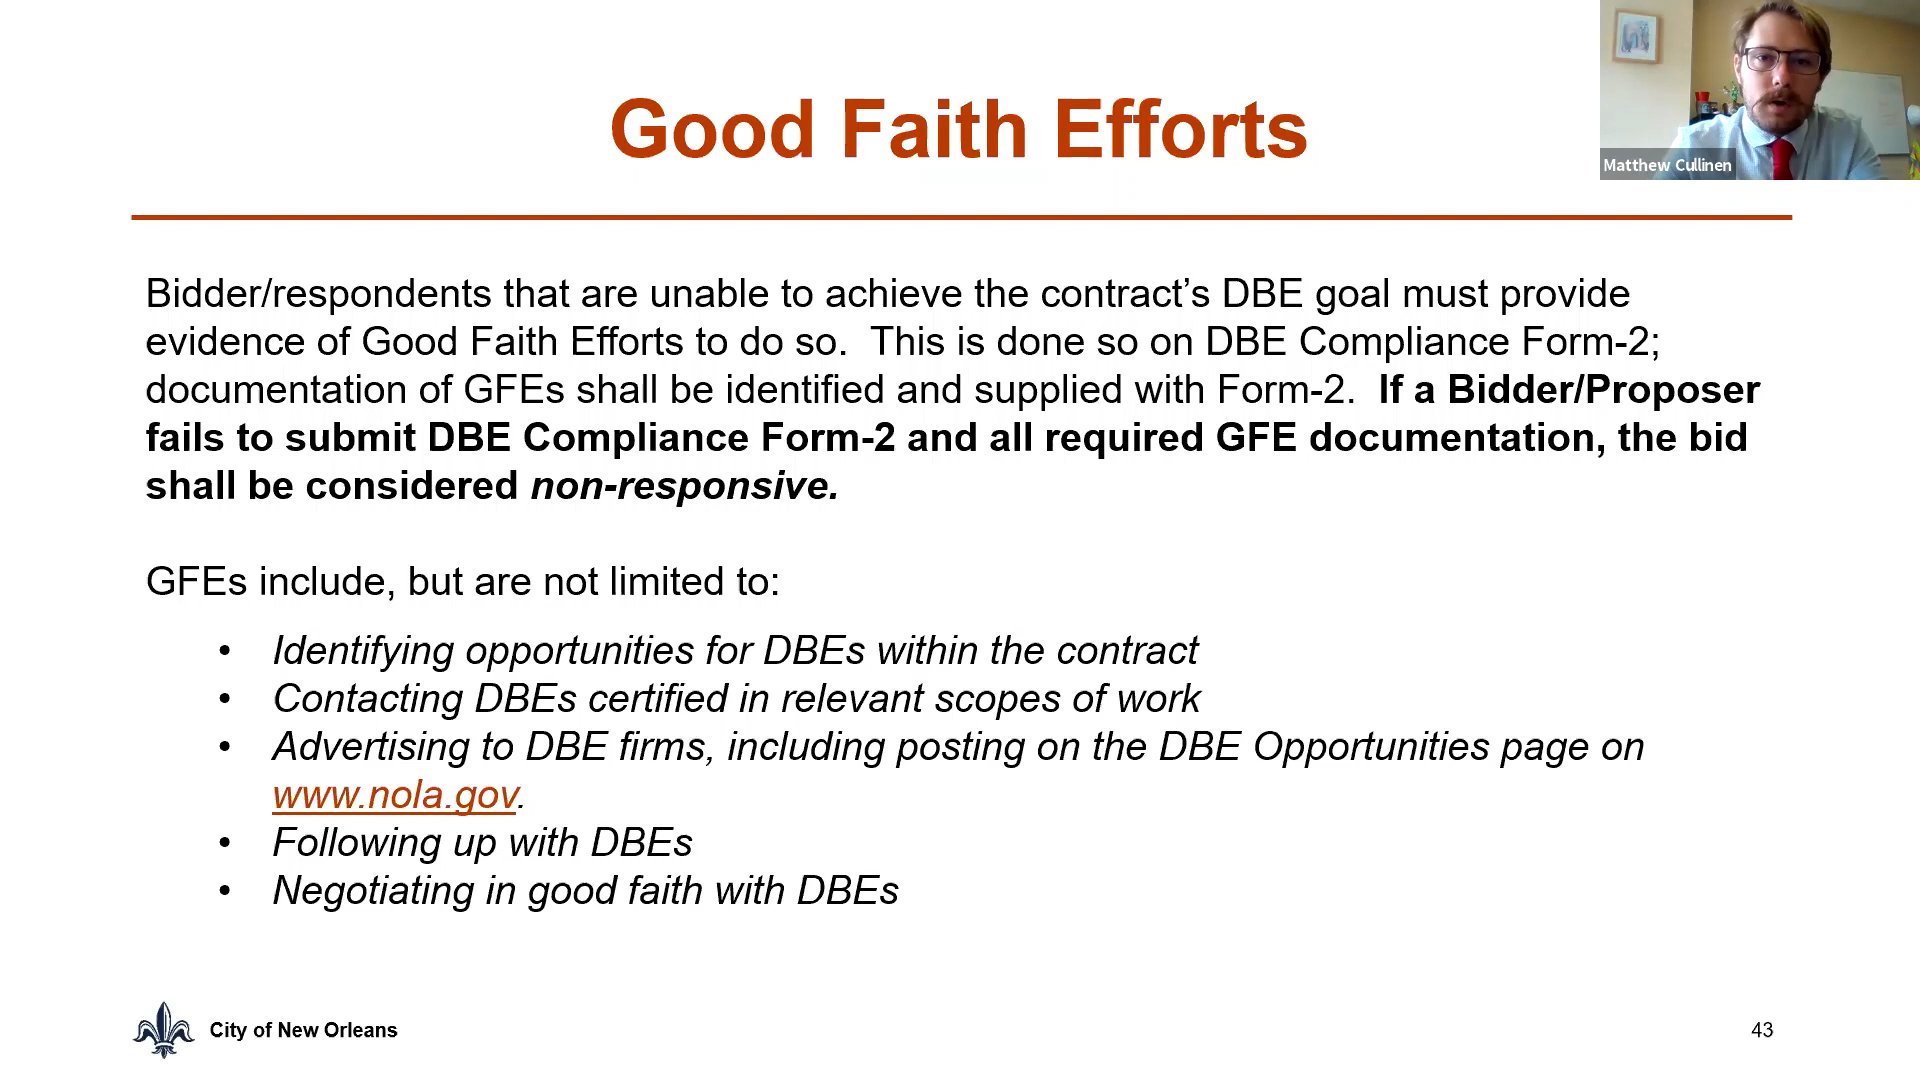 Good Faith Efforts
Matthew Cullinen
Bidder/respondents that are unable to achieve the contract’s DBE goal must provide
evidence of Good Faith Efforts to do so.  This is done so on DBE Compliance Form-2;
documentation of GFEs shall be identified and supplied with Form-2.  If a Bidder/Proposer
fails to submit DBE Compliance Form-2 and all required GFE documentation, the bid
shall be considered non-responsive.
GFEs include, but are not limited to:
• Identifying opportunities for DBEs within the contract
• Contacting DBEs certified in relevant scopes of work
• Advertising to DBE firms, including posting on the DBE Opportunities page on
www.nola.gov.
• Following up with DBEs
• Negotiating in good faith with DBEs
City of New Orleans
43